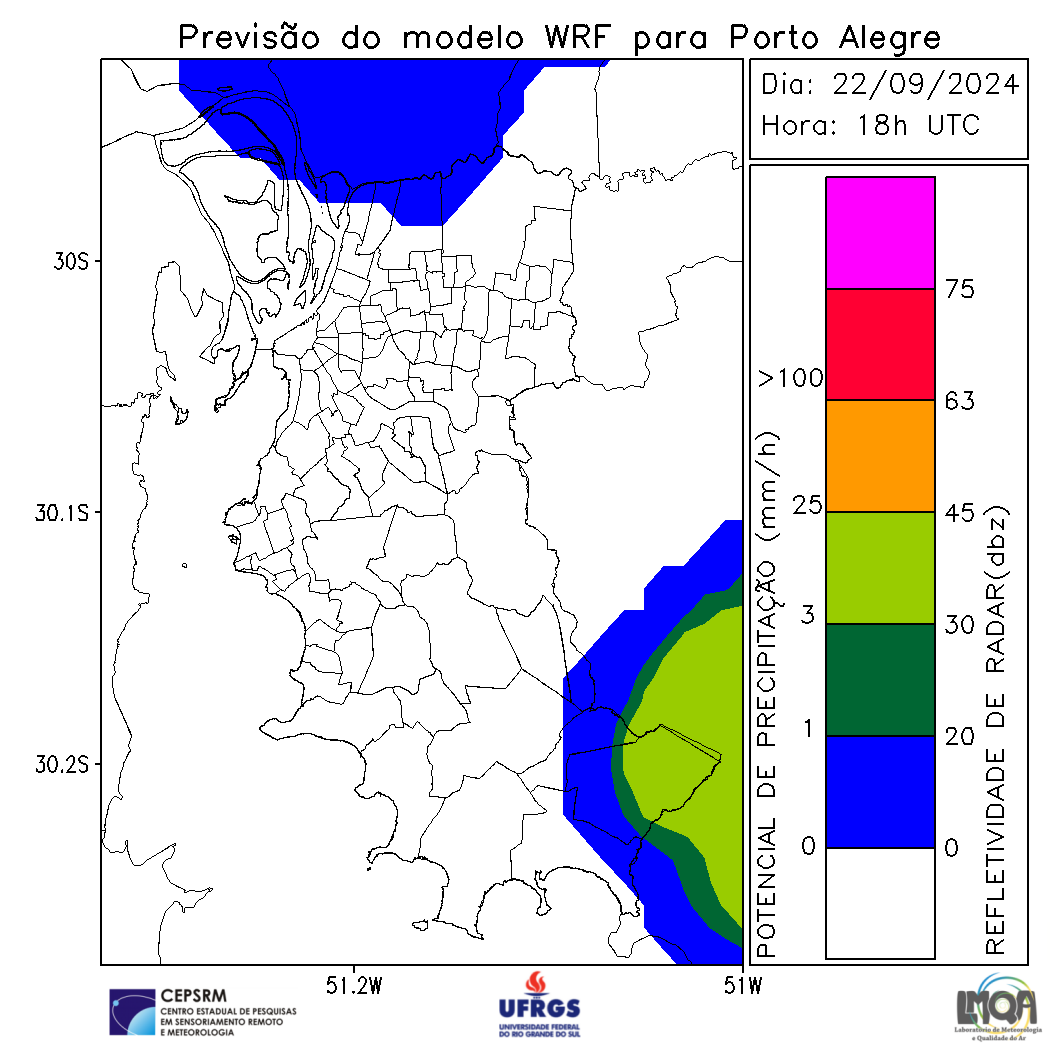 Previsão do modelo WRF para Porto Alegre
Dia: 22/09/2024
Hora: 18h UTC
30S
30.1S
30.2S
51.2W
51W
POTENCIAL DE PRECIPITAÇÃO (mm/h)
>100
25
3
1
0
75
63
45
30
20
0
REFLETIVIDADE DE RADAR(dbz)
CEPSRM
CENTRO ESTADUAL DE PESQUISAS
EM SENSORIAMENTO REMOTO
E METEOROLOGIA
UFRGS
UNIVERSIDADE FEDERAL
DO RIO GRANDE DO SUL
LMQA
Laboratório de Meteorologia
e Qualidade do Ar